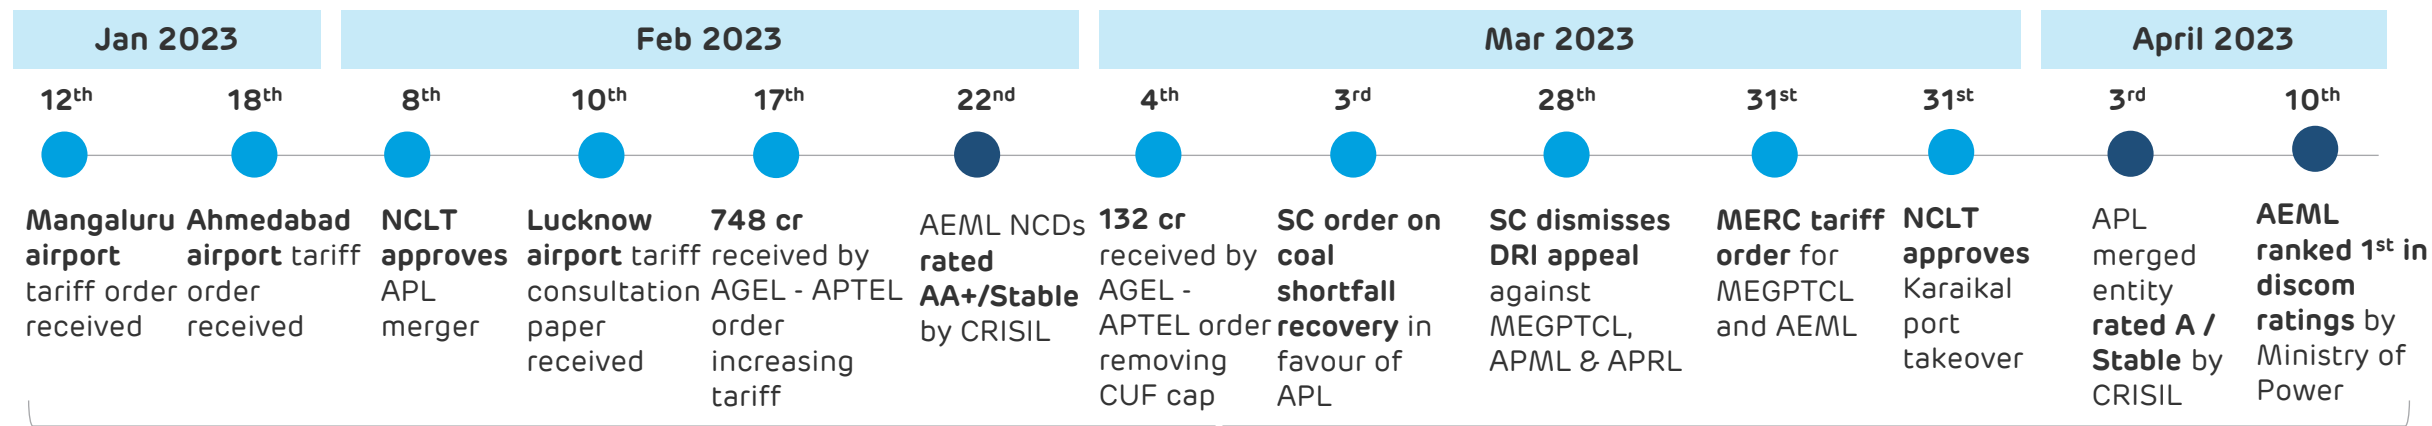 Jan 2023
Feb 2023
Mar 2023
April 2023
12th
18th
8th
10th
17th
22nd
4th
3rd
28th
31st
31st
3rd
10th
Mangaluru
airport
tariff order
received
Ahmedabad
airport tariff
order
received
NCLT
approves
APL
merger
Lucknow
airport tariff
consultation
paper
received
748 cr
received by
AGEL - APTEL
order
increasing
tariff
AEML NCDs
rated
AA+/Stable
by CRISIL
132 cr
received by
AGEL -
APTEL order
removing
CUF cap
SC order on
coal
shortfall
recovery in
favour of
APL
SC dismisses
DRI appeal
against
MEGPTCL,
APML & APRL
MERC tariff
order for
MEGPTCL
and AEML
NCLT
approves
Karaikal
port
takeover
APL
merged
entity
rated A /
Stable by
CRISIL
AEML
ranked 1st in
discom
ratings by
Ministry of
Power